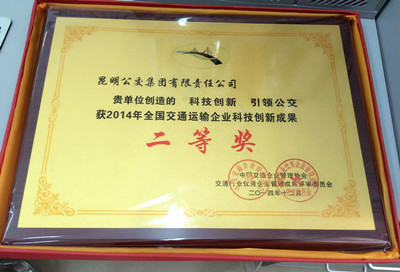 昆明公交集团有限责任公司
贵单位创造的 科技创新 引领公交
获2014年全国交通运输企业科技创新成果
二等奖
中国交通企业管理协会
交通行业优秀企业管理成果评审委员会
二〇一四年十二月